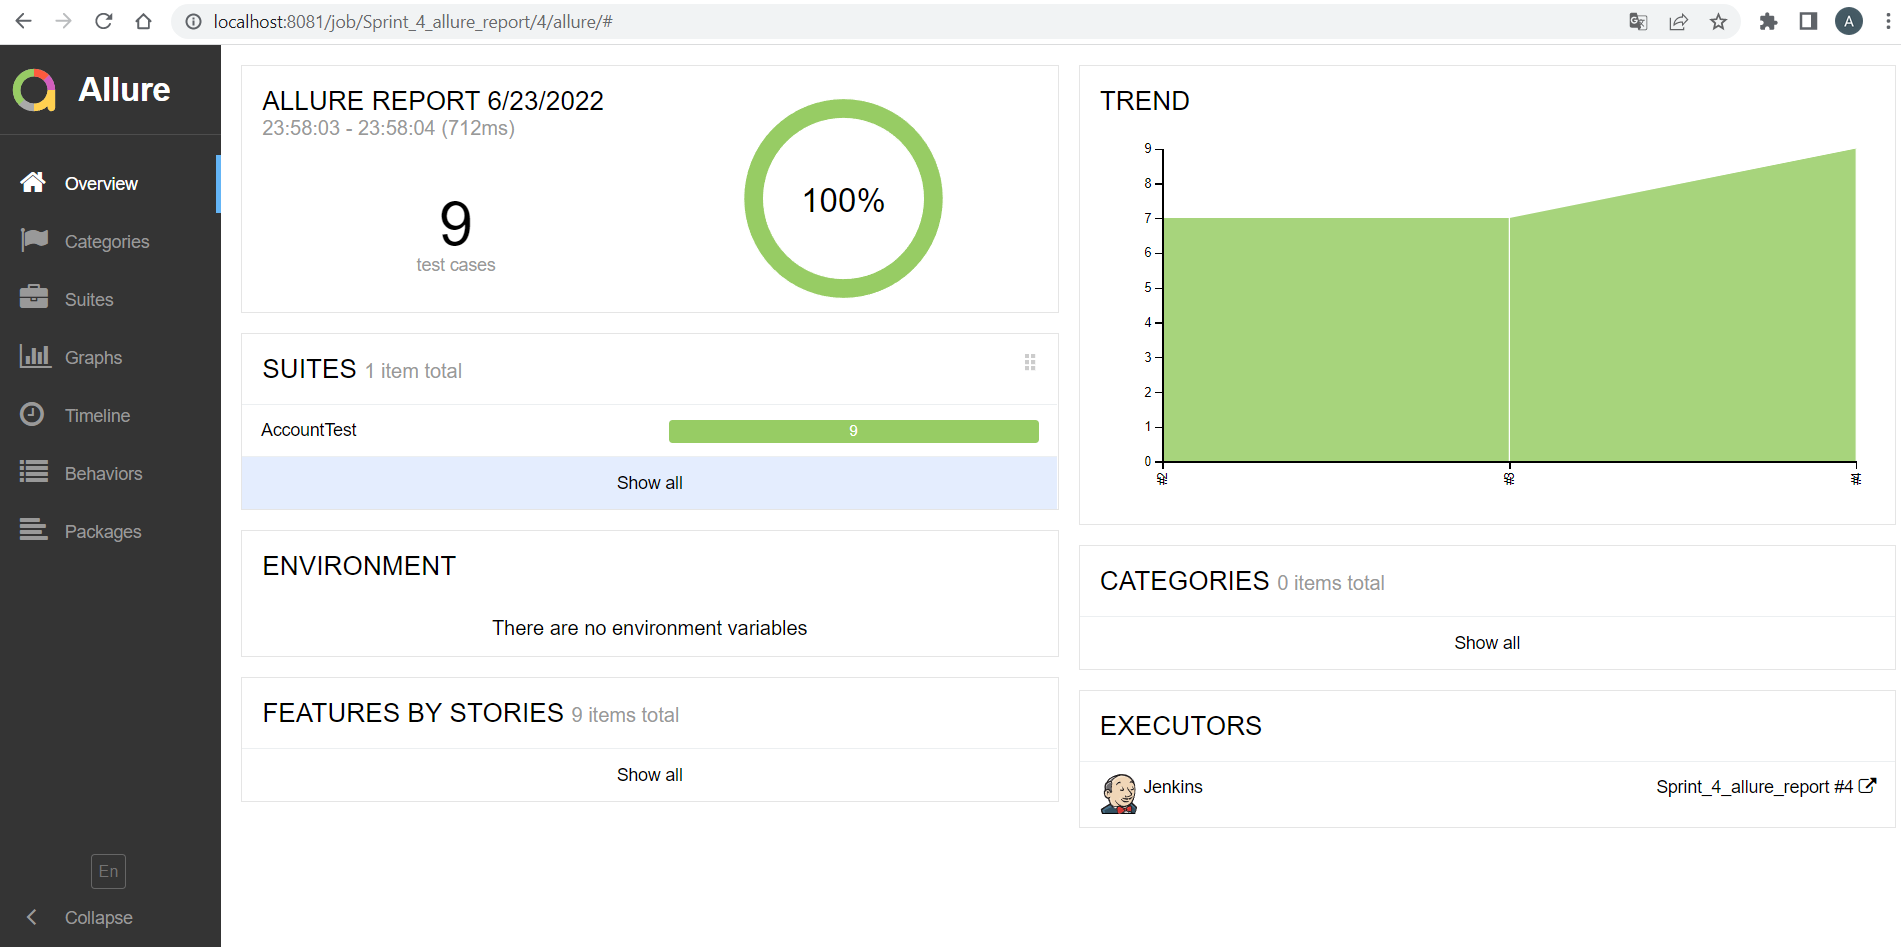 localhost:8081/job/Sprint_4_allure_report/4/allure/#
A
Allure
Overview
Categories
Suites
Graphs
Timeline
Behaviors
Packages
En
Collapse
ALLURE REPORT 6/23/2022
23:58:03 - 23:58:04 (712ms)
9
test cases
100%
SUITES 1 item total
AccountTest 9
Show all
ENVIRONMENT
There are no environment variables
FEATURES BY STORIES 9 items total
Show all
TREND
9
8
7
6
5
4
3
2
1
0
#2 #3 #4
CATEGORIES 0 items total
Show all
EXECUTORS
Jenkins Sprint_4_allure_report #4